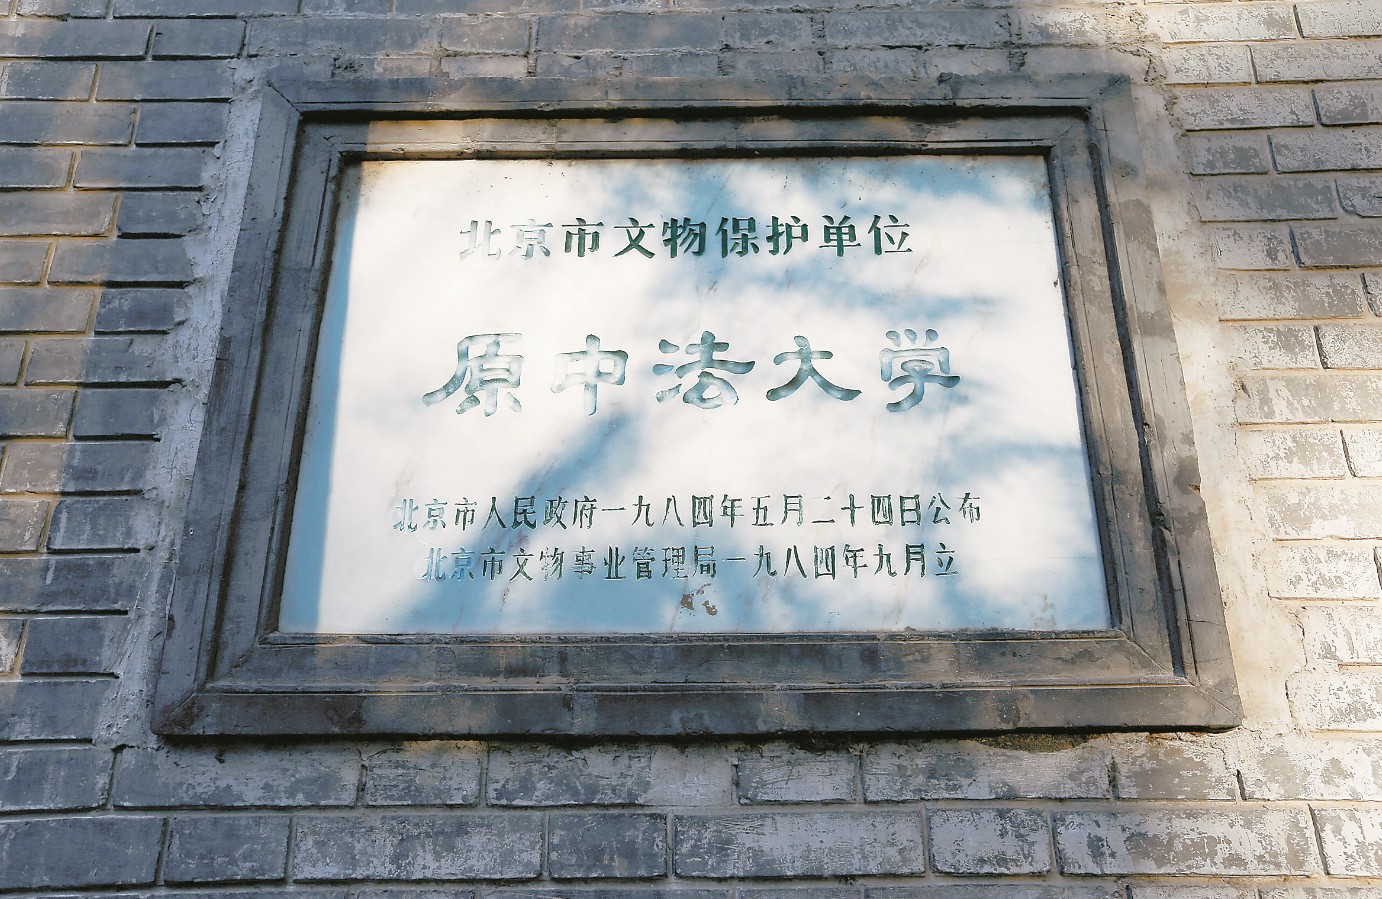 北京市文物保护单位
原中法大学
北京市人民政府一九八四年五月二十四日公布
北京市文物事业管理局一九八四年九月立